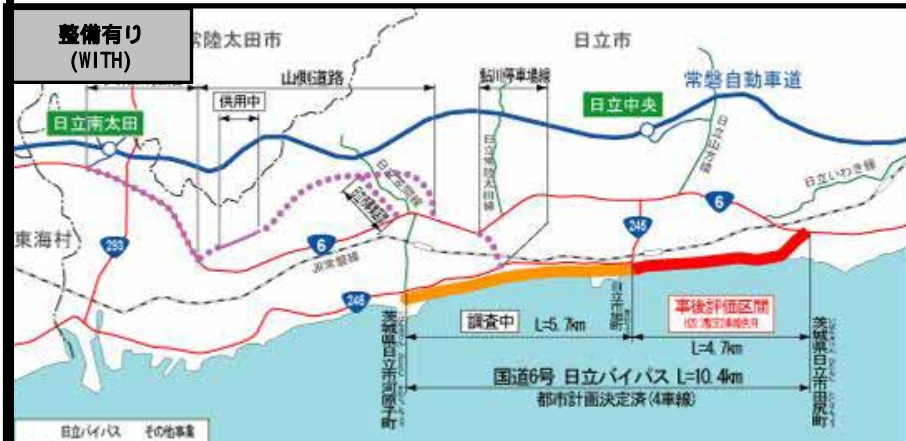 整備有り
(WITH)
常陸太田市
日立市
山側道路
鮎川停車場線
供用中
常磐自動車道
日立南太田
日立中央
日立いわき線
東海村
293
6
6
245
JR常磐線
245
調査中
L=5.7km
事後評価区間
L=4.7km
国道6号 日立バイパス L=10.4km
都市計画決定済(4車線)
茨城県日立市河原子町
日立市旭町
茨城県日立市田尻町
日立バイパス その他事業